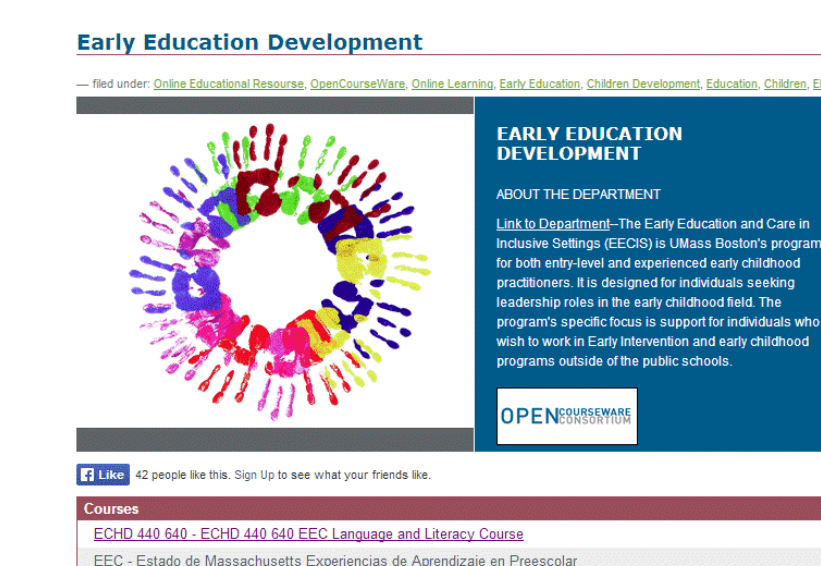 Early Education Development
— filed under: Online Educational Resourse, OpenCourseWare, Online Learning, Early Education, Children Development, Education, Children,
EARLY EDUCATION
DEVELOPMENT
ABOUT THE DEPARTMENT
Link to Department--The Early Education and Care in
Inclusive Settings (EECIS) is UMass Boston's program
for both entry-level and experienced early childhood
practitioners. It is designed for individuals seeking
leadership roles in the early childhood field. The
program's specific focus is support for individuals who
wish to work in Early Intervention and early childhood
programs outside of the public schools.
OPENCOURSEWARE
CONSORTIUM
Like 42 people like this. Sign Up to see what your friends like.
Courses
ECHD 440 640 - ECHD 440 640 EEC Language and Literacy Course
EEC - Estado de Massachusetts Experiencias de Aprendizaje en Preescolar